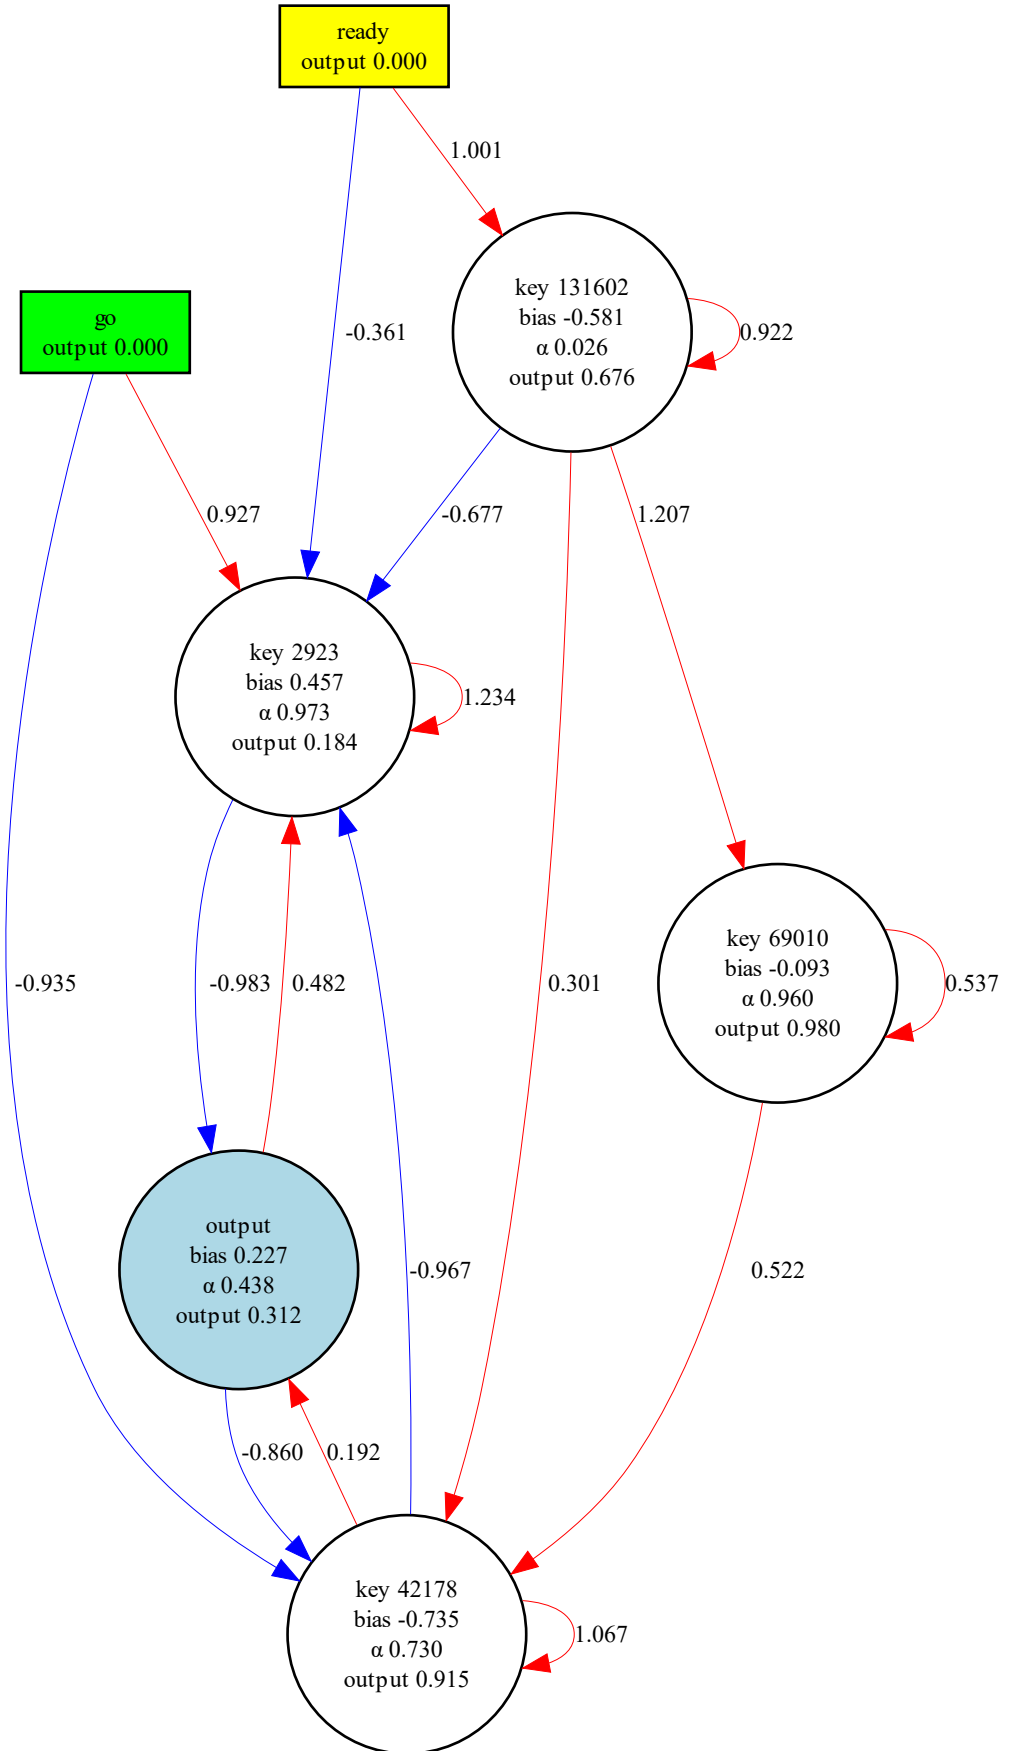 ready
output 0.000
1.001
key 131602
bias -0.581
α 0.026
output 0.676
0.922
go
output 0.000
-0.361
0.927
-0.677
1.207
key 2923
bias 0.457
α 0.973
output 0.184
1.234
key 69010
bias -0.093
α 0.960
output 0.980
0.537
-0.935
-0.983
0.482
0.301
output
bias 0.227
α 0.438
output 0.312
-0.967
0.522
-0.860
0.192
key 42178
bias -0.735
α 0.730
output 0.915
1.067